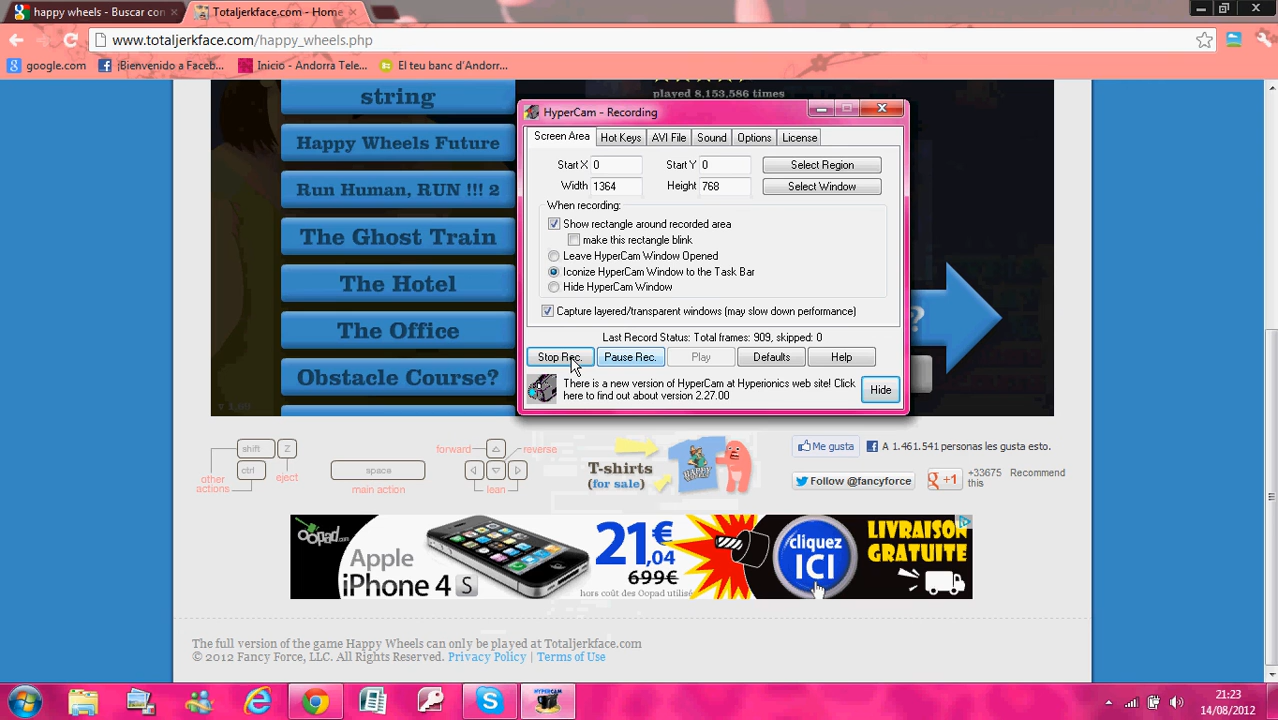 happy wheels - Buscar con
Totaljerkface.com - Home
www.totaljerkface.com/happy_wheels.php
google.com
¡Bienvenido a Faceb...
Inicio - Andorra Tele...
El teu banc d'Andorr...
played 8,153,586 times
string
Happy Wheels Future
Run Human, RUN !!! 2
The Ghost Train
The Hotel
The Office
Obstacle Course?
?
HyperCam - Recording
Screen Area
Hot Keys
AVI File
Sound
Options
License
Start X 0
Start Y 0
Select Region
Width 1364
Height 768
Select Window
When recording:
Show rectangle around recorded area
make this rectangle blink
Leave HyperCam Window Opened
Iconize HyperCam Window to the Task Bar
Hide HyperCam Window
Capture layered/transparent windows (may slow down performance)
Last Record Status: Total frames: 909, skipped: 0
Stop Rec.
Pause Rec.
Play
Defaults
Help
There is a new version of HyperCam at Hyperionics web site! Click
here to find out about version 2.27.00
Hide
shift
Z
ctrl
eject
other
actions
space
main action
forward
reverse
lean
T-shirts
(for sale)
HAPPY
Me gusta
A 1.461.541 personas les gusta esto.
Follow @fancyforce
+1
+33675 Recommend
this
oopad.com
Apple
iPhone 4 S
21€
,04
699€
hors coût des Oopad utilisés
cliquez
ICI
LIVRAISON
GRATUITE
The full version of the game Happy Wheels can only be played at Totaljerkface.com
© 2012 Fancy Force, LLC. All Rights Reserved. Privacy Policy | Terms of Use
HYPERCAM
21:23
14/08/2012